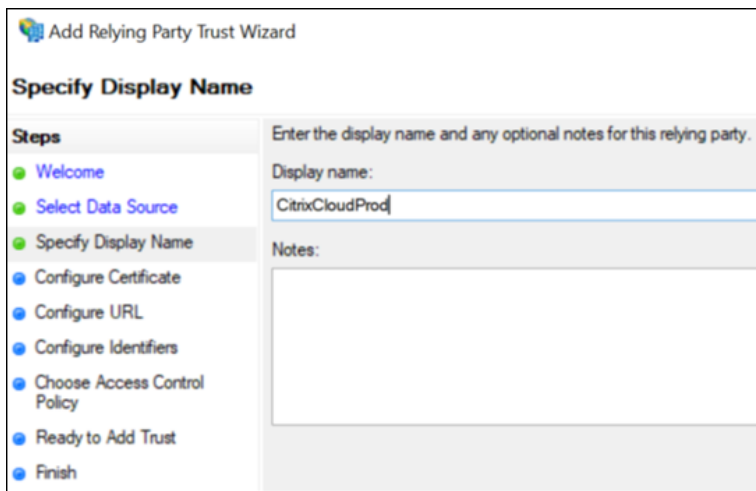 Add Relying Party Trust Wizard
Specify Display Name
Steps
Welcome
Select Data Source
Specify Display Name
Configure Certificate
Configure URL
Configure Identifiers
Choose Access Control
Policy
Ready to Add Trust
Finish
Enter the display name and any optional notes for this relying party.
Display name:
CitrixCloudProd
Notes: